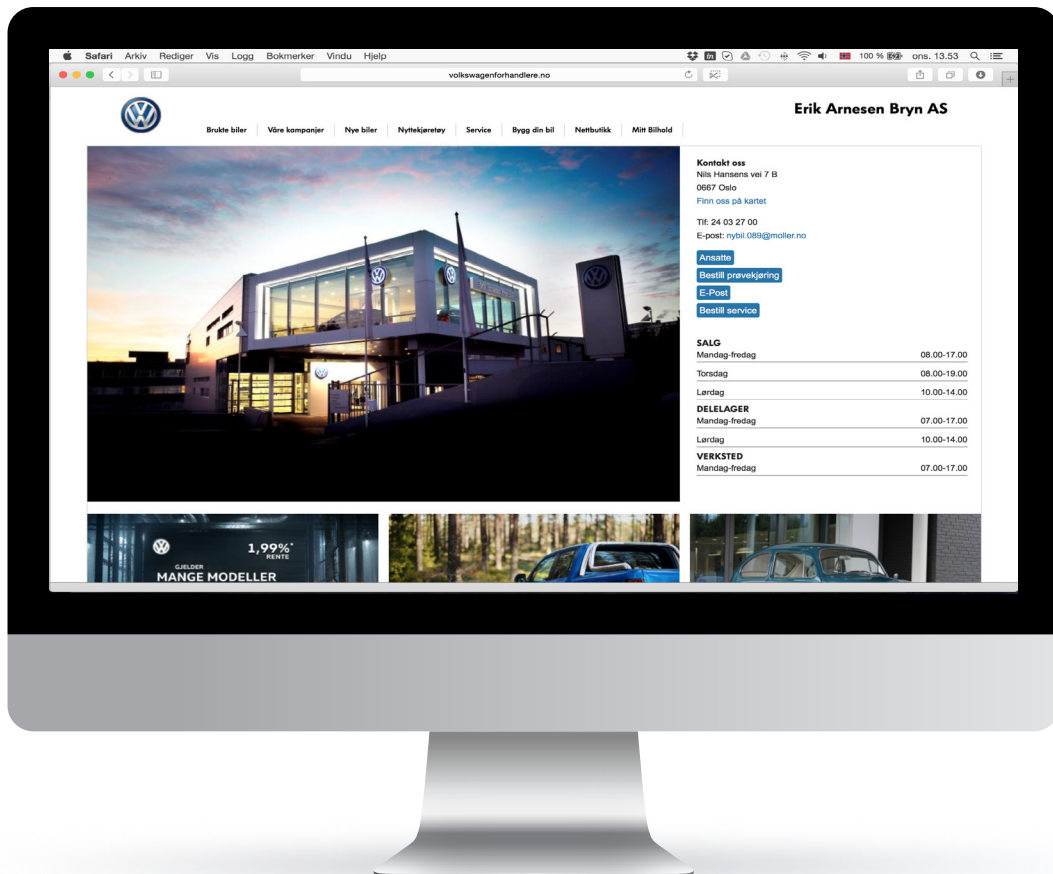 Safari Arkiv Rediger Vis Logg Bokmerker Vindu Hjelp 100 % ons. 13.53
volkswagenforhandlere.no
Erik Arnesen Bryn AS
Brukte biler Våre kampanjer Nye biler Nyttekjøretøy Service Bygg din bil Nettbutikk Mitt Bilhold
Kontakt oss
Nils Hansens vei 7 B
0667 Oslo
Finn oss på kartet
Tlf: 24 03 27 00
E-post: nybil.089@moller.no
Ansatte
Bestill prøvekjøring
E-Post
Bestill service
SALG
Mandag-fredag 08.00-17.00
Torsdag 08.00-19.00
Lørdag 10.00-14.00
DELELAGER
Mandag-fredag 07.00-17.00
Lørdag 10.00-14.00
VERKSTED
Mandag-fredag 07.00-17.00
1,99%*
RENTE
GJELDER
MANGE MODELLER